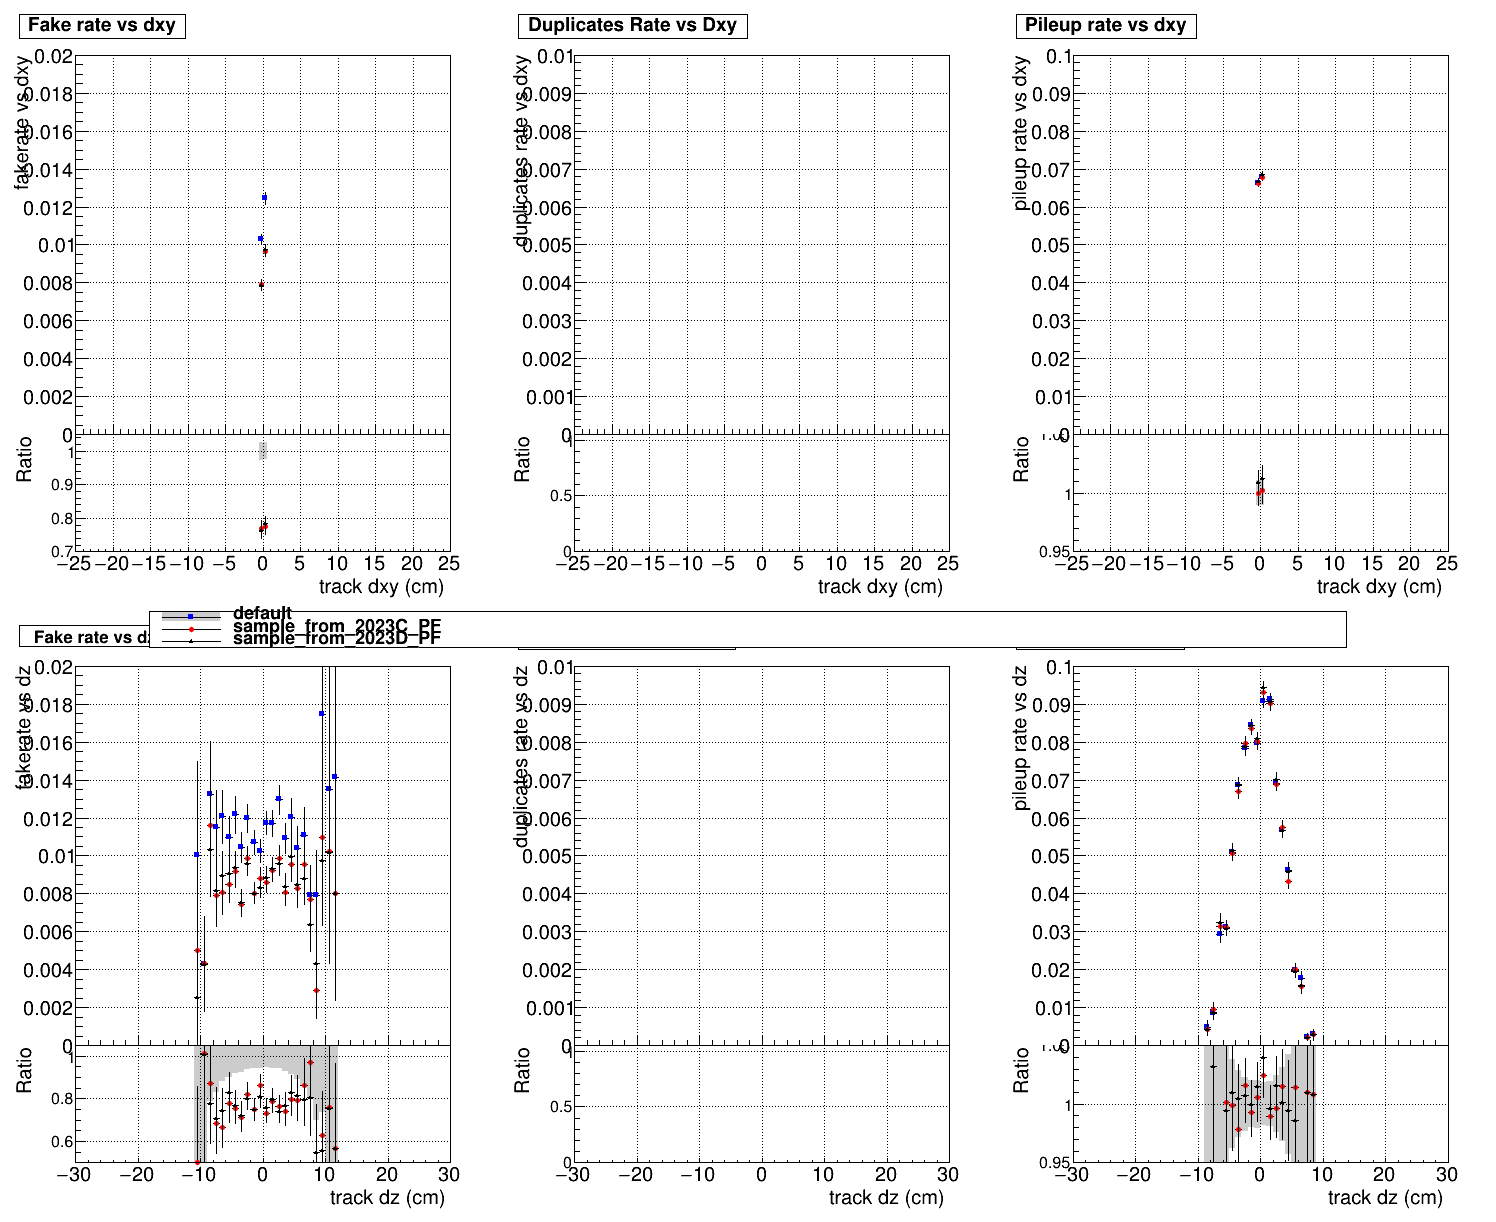 Fake rate vs dxy
Duplicates Rate vs Dxy
Pileup rate vs dxy
fakerate vs dxy
0.02
0.018
0.016
0.014
0.012
0.01
0.008
0.006
0.004
0.002
0
Ratio
1
0.9
0.8
0.7
−25 −20 −15 −10 −5 0 5 10 15 20 25
track dxy (cm)
duplicates rate vs dxy
0.01
0.009
0.008
0.007
0.006
0.005
0.004
0.003
0.002
0.001
0
Ratio
1
0.5
0
−25 −20 −15 −10 −5 0 5 10 15 20 25
track dxy (cm)
pileup rate vs dxy
0.1
0.09
0.08
0.07
0.06
0.05
0.04
0.03
0.02
0.01
0
Ratio
1
0.95
−25 −20 −15 −10 −5 0 5 10 15 20 25
track dxy (cm)
default
sample_from_2023C_PF
sample_from_2023D_PF
Fake rate vs dz
fakerate vs dz
0.02
0.018
0.016
0.014
0.012
0.01
0.008
0.006
0.004
0.002
0
Ratio
1
0.8
0.6
−30 −20 −10 0 10 20 30
track dz (cm)
duplicates rate vs dz
0.01
0.009
0.008
0.007
0.006
0.005
0.004
0.003
0.002
0.001
0
Ratio
1
0.5
0
−30 −20 −10 0 10 20 30
track dz (cm)
pileup rate vs dz
0.1
0.09
0.08
0.07
0.06
0.05
0.04
0.03
0.02
0.01
0
Ratio
1
0.95
−30 −20 −10 0 10 20 30
track dz (cm)